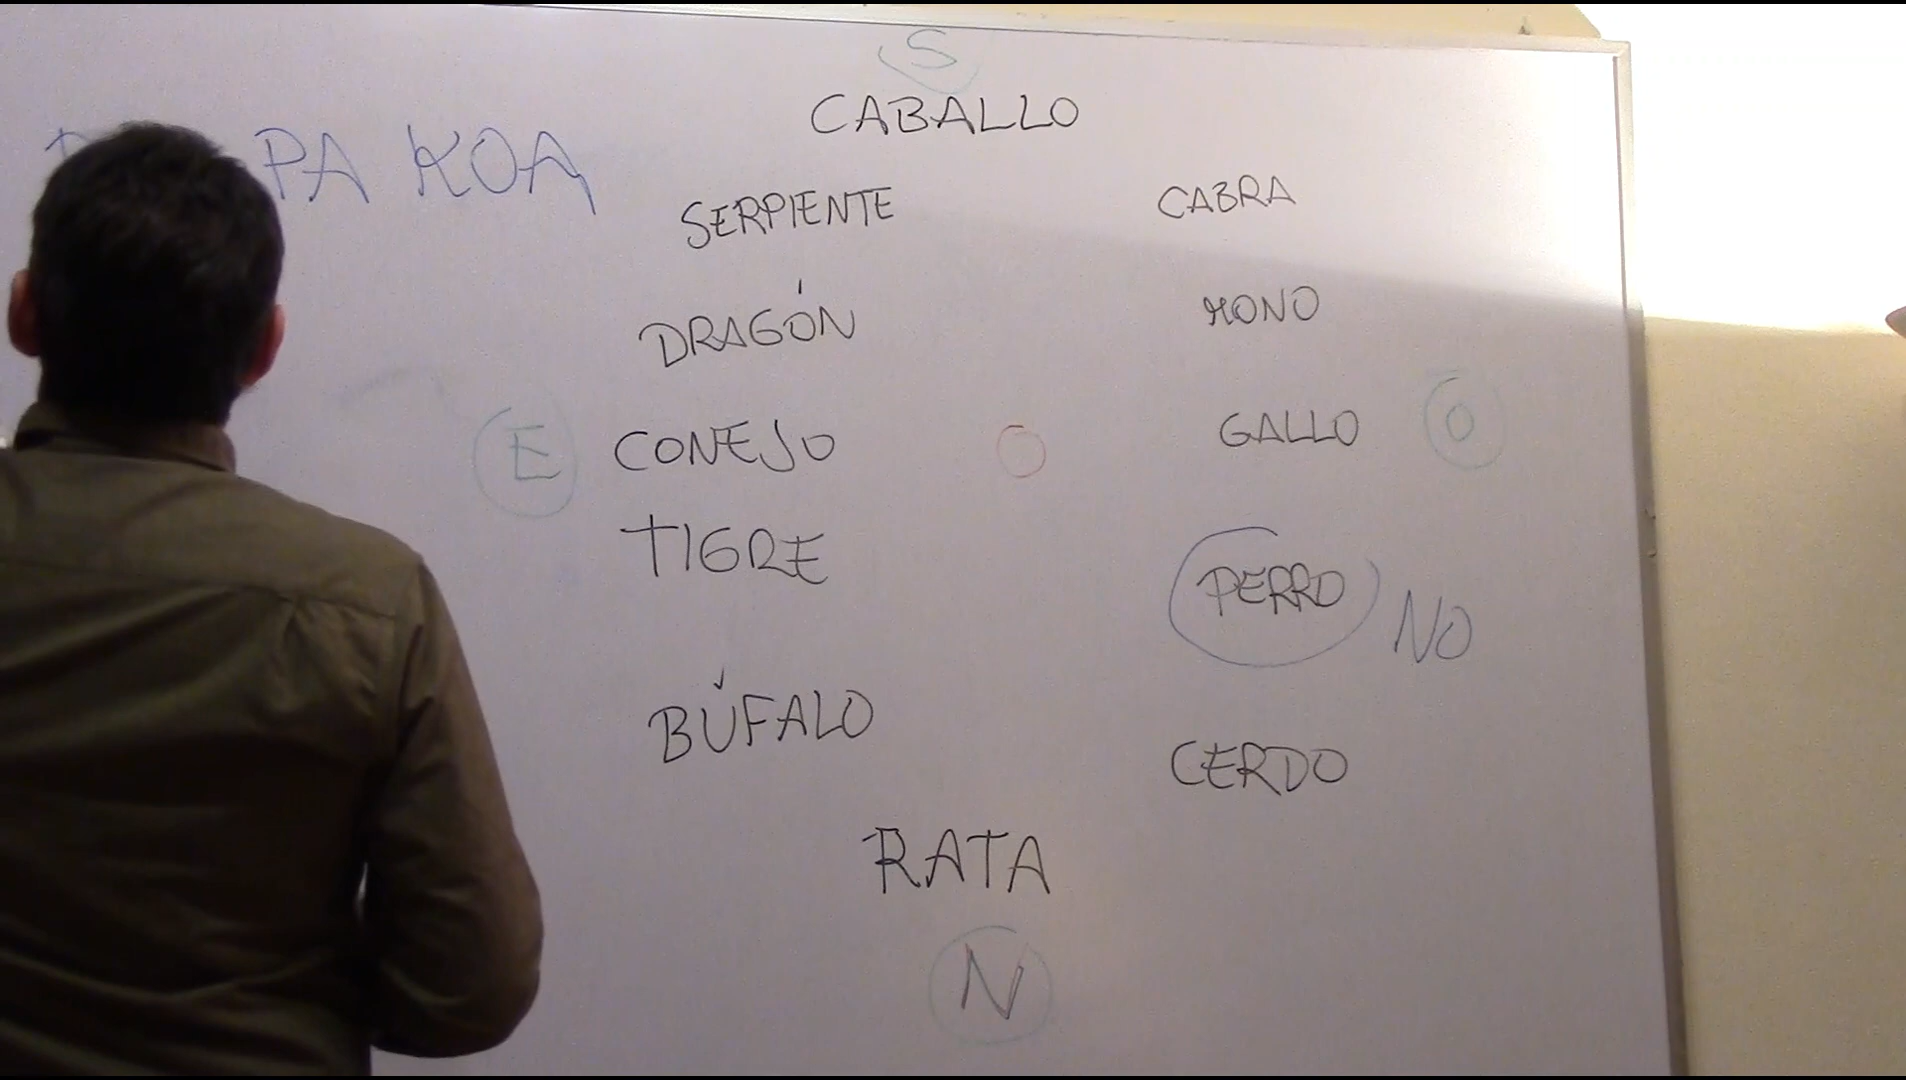 S
CABALLO
PA KOA
SERPIENTE
CABRA
DRAGÓN
MONO
E
CONEJO
O
GALLO
O
TIGRE
PERRO
NO
BÚFALO
CERDO
RATA
N